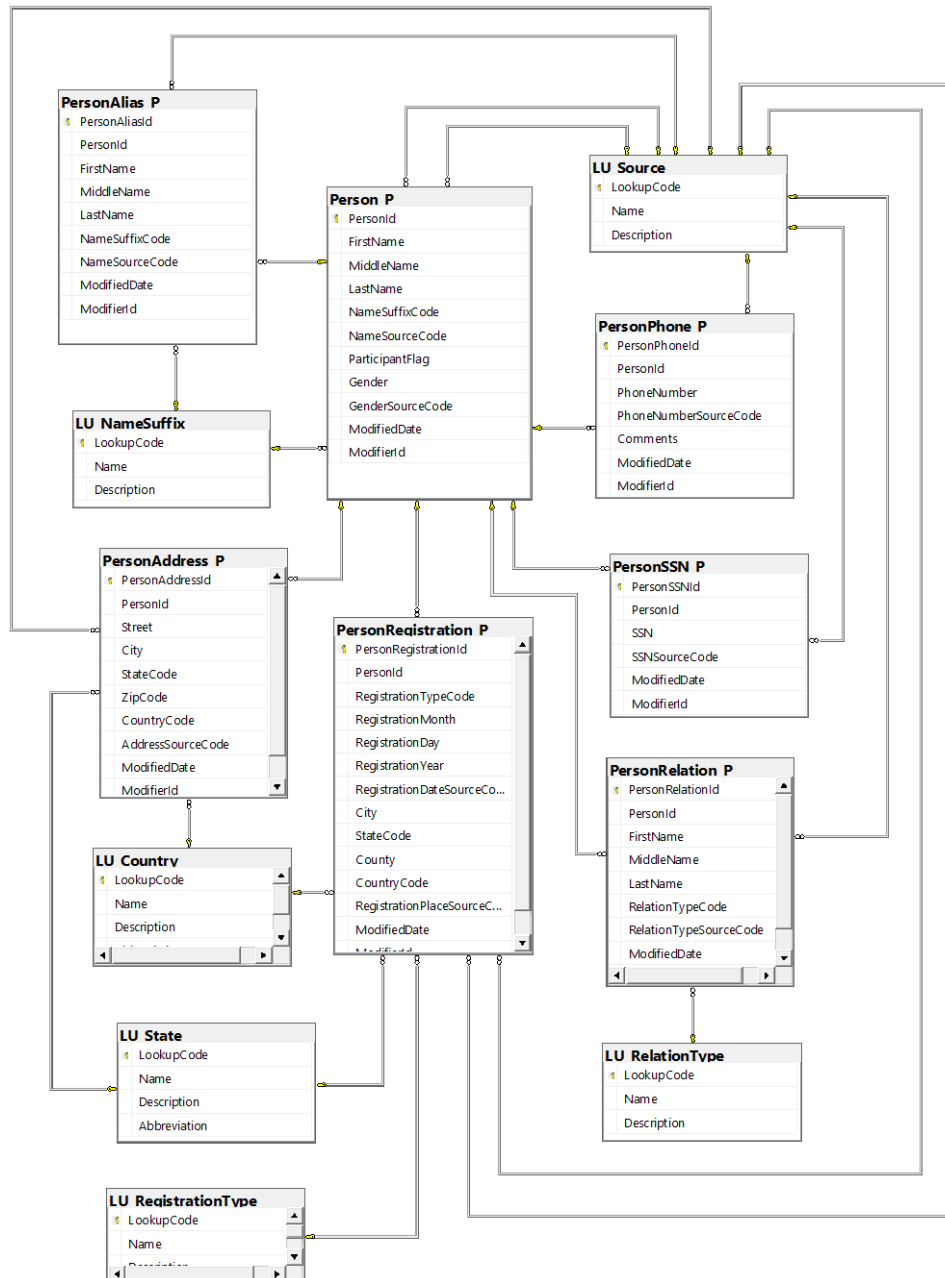 PersonAlias_P
PersonAliasId
PersonId
FirstName
MiddleName
LastName
NameSuffixCode
NameSourceCode
ModifiedDate
ModifierId
Person_P
PersonId
FirstName
MiddleName
LastName
NameSuffixCode
NameSourceCode
ParticipantFlag
Gender
GenderSourceCode
ModifiedDate
ModifierId
LU_Source
LookupCode
Name
Description
PersonPhone_P
PersonPhoneId
PersonId
PhoneNumber
PhoneNumberSourceCode
Comments
ModifiedDate
ModifierId
LU_NameSuffix
LookupCode
Name
Description
PersonAddress_P
PersonAddressId
PersonId
Street
City
StateCode
ZipCode
CountryCode
AddressSourceCode
ModifiedDate
ModifierId
PersonRegistration_P
PersonRegistrationId
PersonId
RegistrationTypeCode
RegistrationMonth
RegistrationDay
RegistrationYear
RegistrationDateSourceCo...
City
StateCode
County
CountryCode
RegistrationPlaceSourceC...
ModifiedDate
ModifierId
PersonSSN_P
PersonSSNId
PersonId
SSN
SSNSourceCode
ModifiedDate
ModifierId
PersonRelation_P
PersonRelationId
PersonId
FirstName
MiddleName
LastName
RelationTypeCode
RelationTypeSourceCode
ModifiedDate
LU_Country
LookupCode
Name
Description
LU_State
LookupCode
Name
Description
Abbreviation
LU_RelationType
LookupCode
Name
Description
LU_RegistrationType
LookupCode
Name
Description